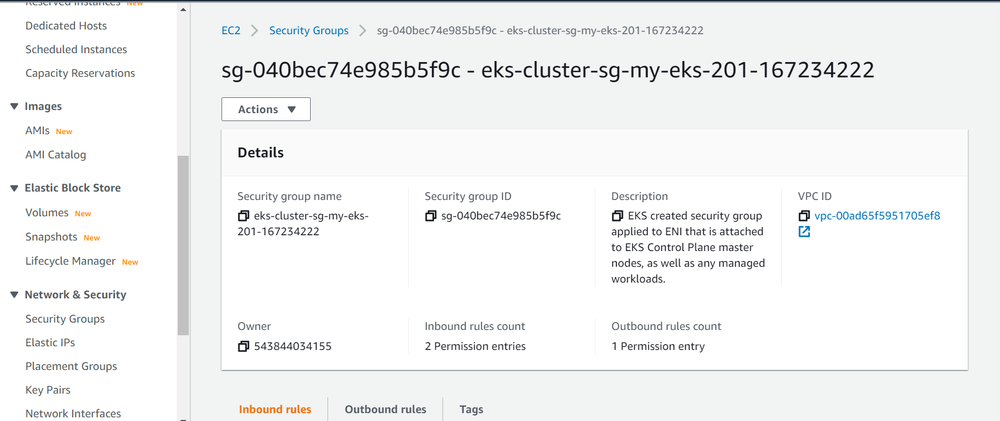 Reserved Instances New
Dedicated Hosts
Scheduled Instances
Capacity Reservations
Images
AMIs New
AMI Catalog
Elastic Block Store
Volumes New
Snapshots New
Lifecycle Manager New
Network & Security
Security Groups
Elastic IPs
Placement Groups
Key Pairs
Network Interfaces
EC2 > Security Groups > sg-040bec74e985b5f9c - eks-cluster-sg-my-eks-201-167234222
sg-040bec74e985b5f9c - eks-cluster-sg-my-eks-201-167234222
Actions
Details
Security group name
eks-cluster-sg-my-eks-
201-167234222
Security group ID
sg-040bec74e985b5f9c
Description
EKS created security group
applied to ENI that is attached
to EKS Control Plane master
nodes, as well as any managed
workloads.
VPC ID
vpc-00ad65f5951705ef8
Owner
543844034155
Inbound rules count
2 Permission entries
Outbound rules count
1 Permission entry
Inbound rules
Outbound rules
Tags